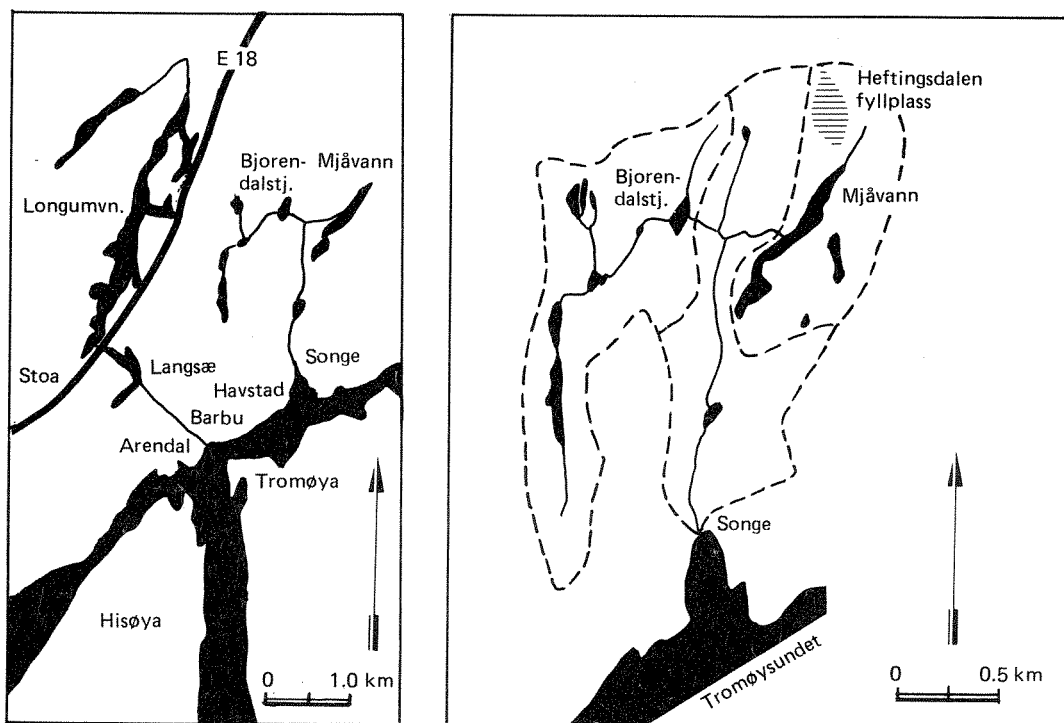 E 18
Bjoren- Mjåvann
dalstj.
Longumvn.
Stoa
Langsæ
Songe
Havstad
Barbu
Arendal
Tromøya
Hisøya
0 1.0 km
Heftingsdalen
fyllplass
Bjoren-
dalstj.
Mjåvann
Songe
Tromøysundet
0 0.5 km